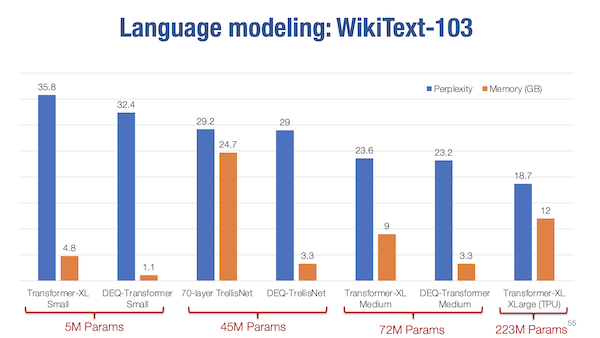 Language modeling: WikiText-103
Perplexity Memory (GB)
35.8 4.8 32.4 1.1 29.2 24.7 29 3.3 23.6 9 23.2 3.3 18.7 12
Transformer-XL DEQ-Transformer 70-layer TrellisNet DEQ-TrellisNet Transformer-XL DEQ-Transformer Transformer-XL
Small Small Medium Medium XLarge (TPU)
5M Params 45M Params 72M Params 223M Params
55